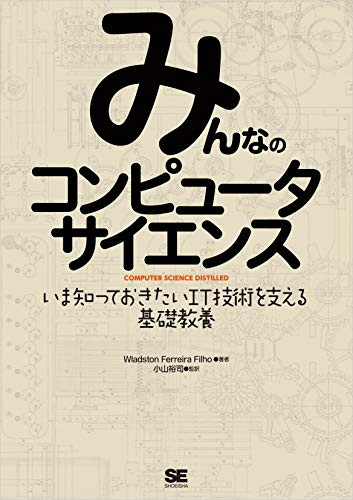 みんなの
コンピュータ
サイエンス
COMPUTER SCIENCE DISTILLED
いま知っておきたいIT技術を支える
基礎教養
Wladston Ferreira Filho●著者
小山裕司●監訳
SE
SHOEISHA